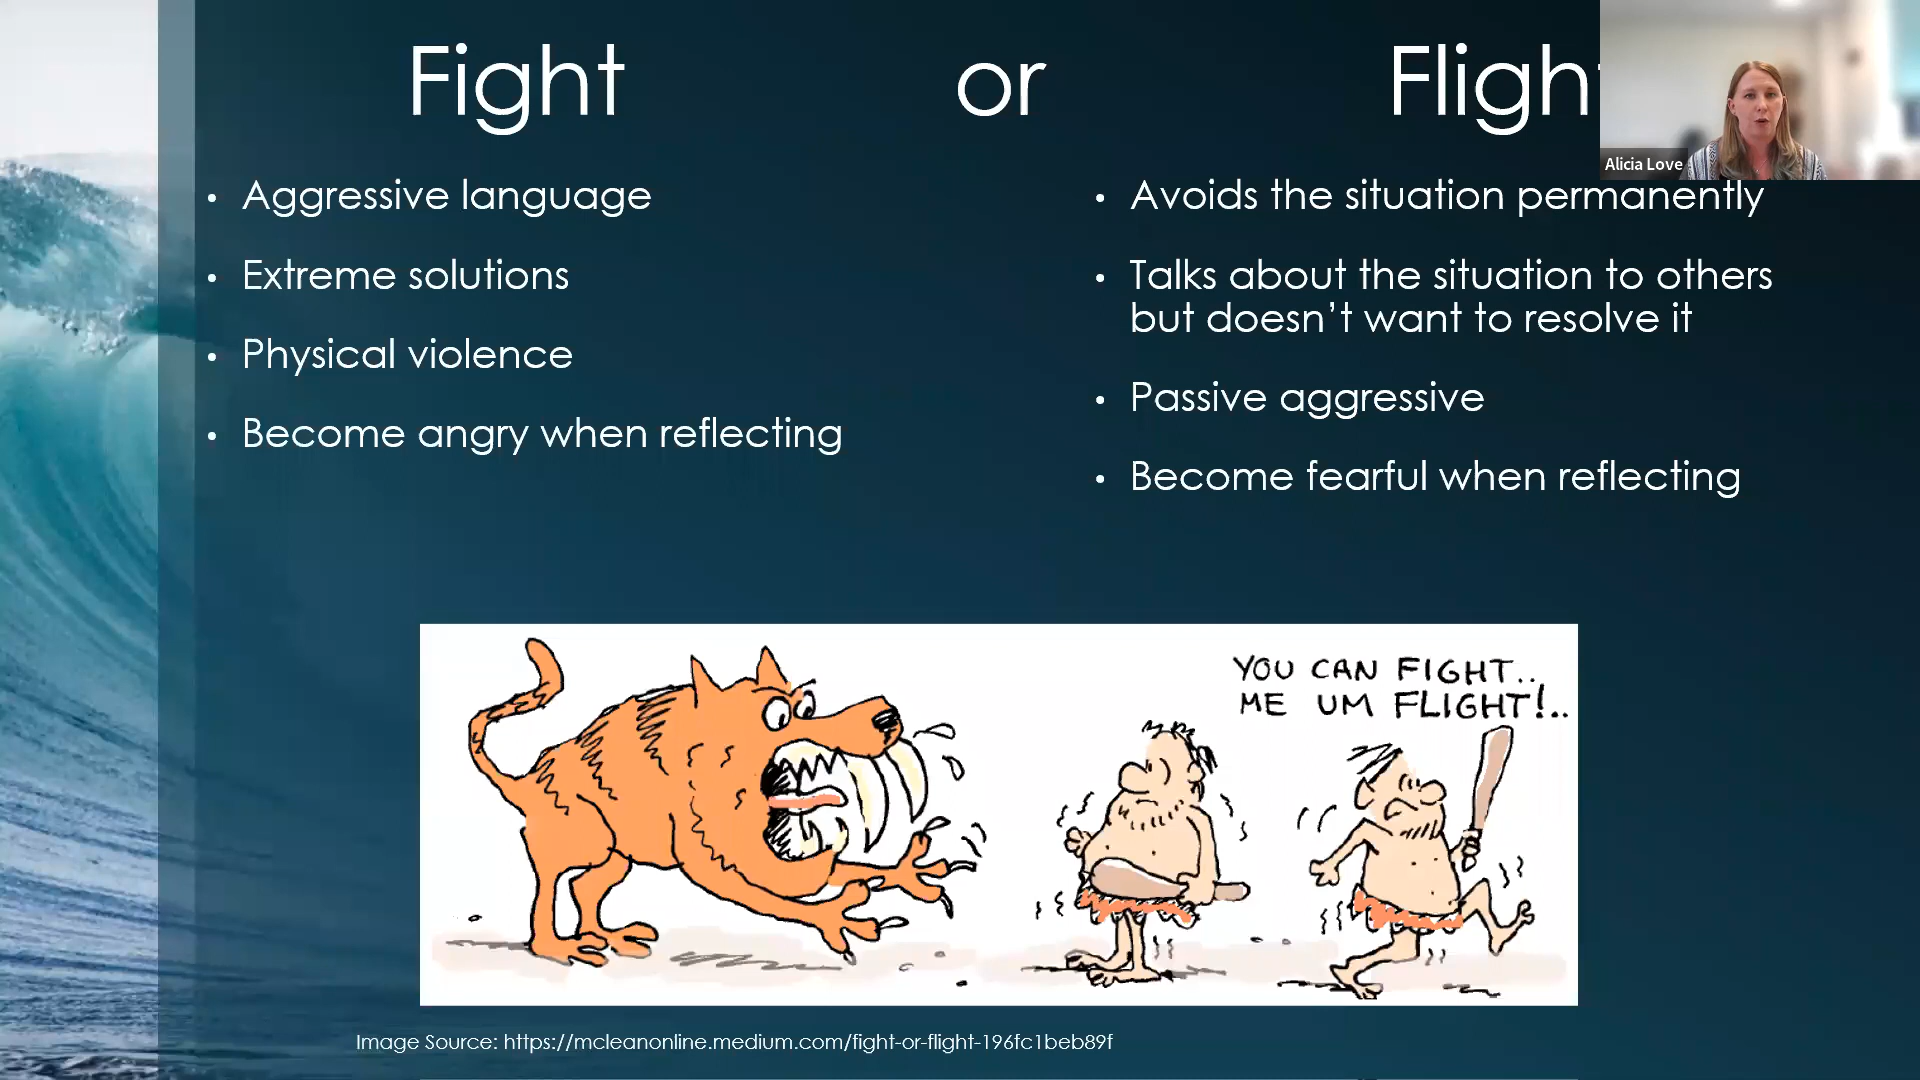 Fight or Fligh
Alicia Love
• Aggressive language
• Extreme solutions
• Physical violence
• Become angry when reflecting
• Avoids the situation permanently
• Talks about the situation to others
but doesn't want to resolve it
• Passive aggressive
• Become fearful when reflecting
YOU CAN FIGHT..
ME UM FLIGHT!..
Image Source: https://mcleanonline.medium.com/fight-or-flight-196fc1beb89f